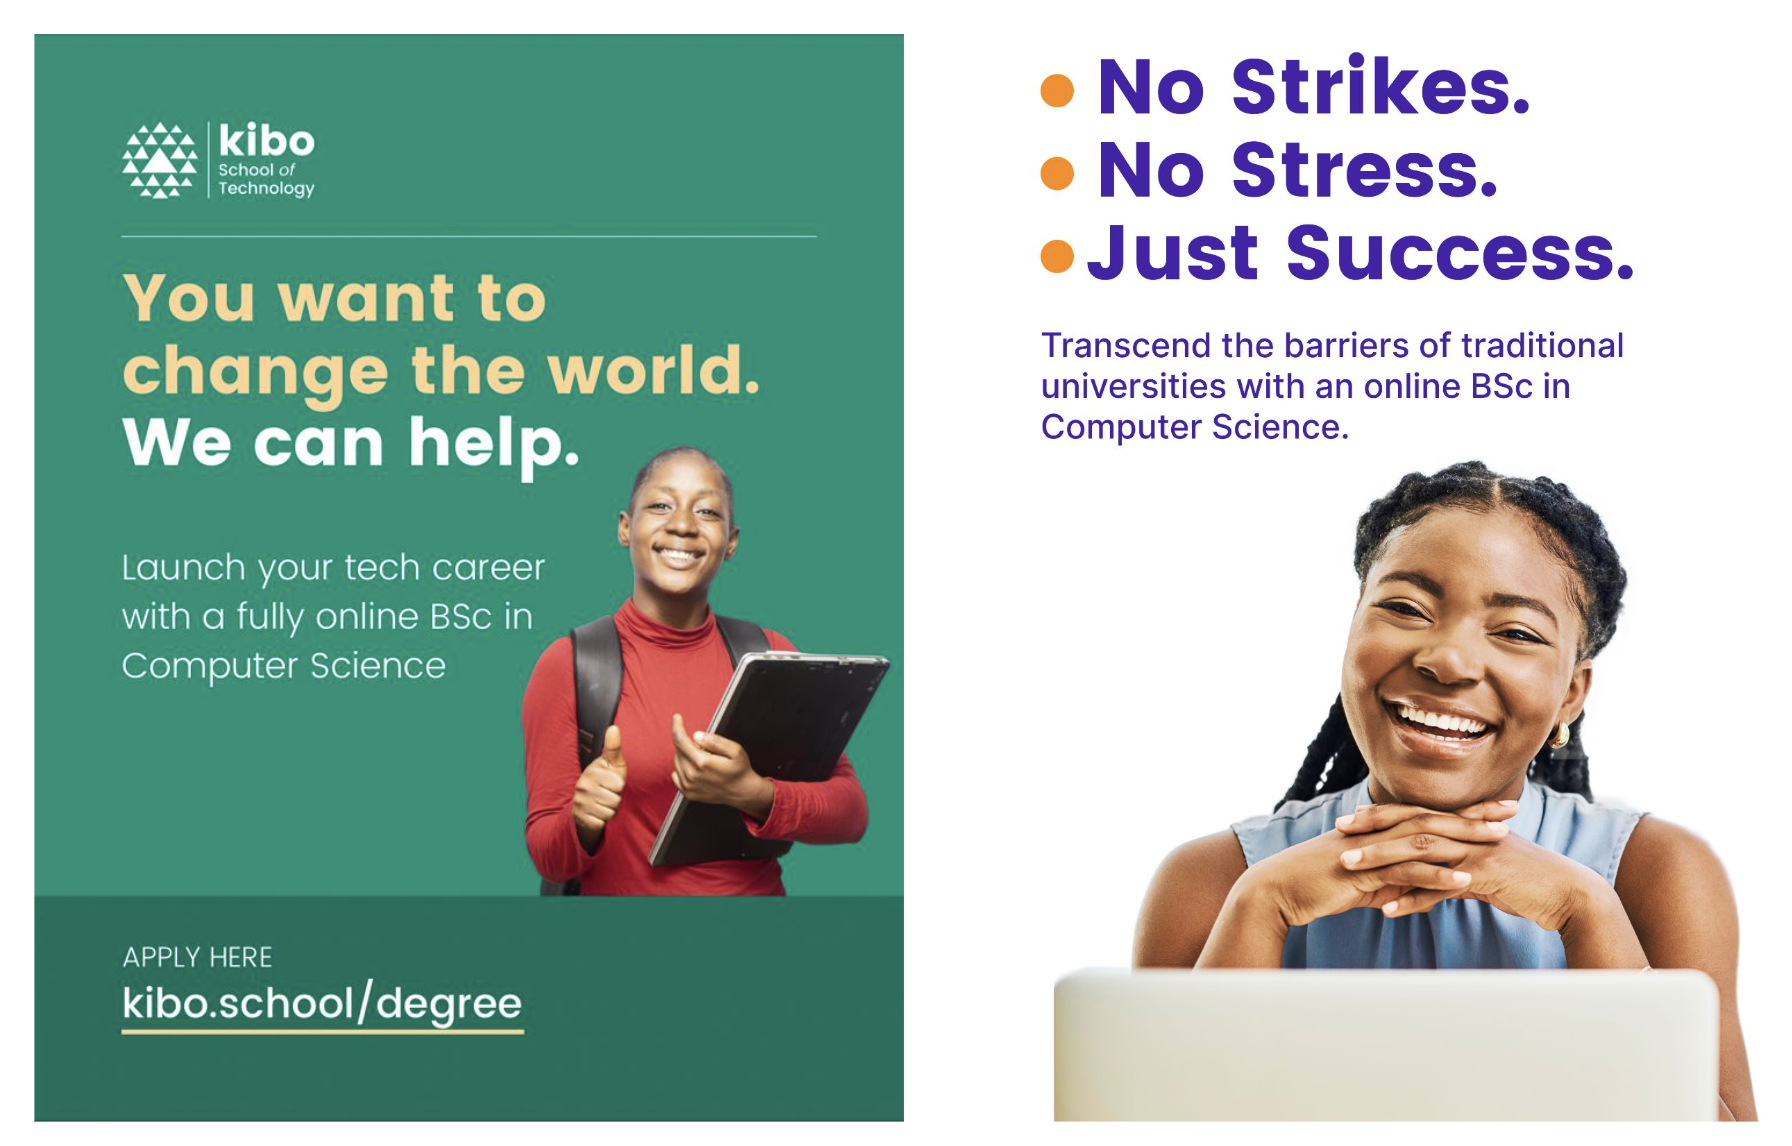 kibo
School of
Technology
You want to
change the world.
We can help.
Launch your tech career
with a fully online BSc in
Computer Science
APPLY HERE
kibo.school/degree
• No Strikes.
• No Stress.
• Just Success.
Transcend the barriers of traditional
universities with an online BSc in
Computer Science.